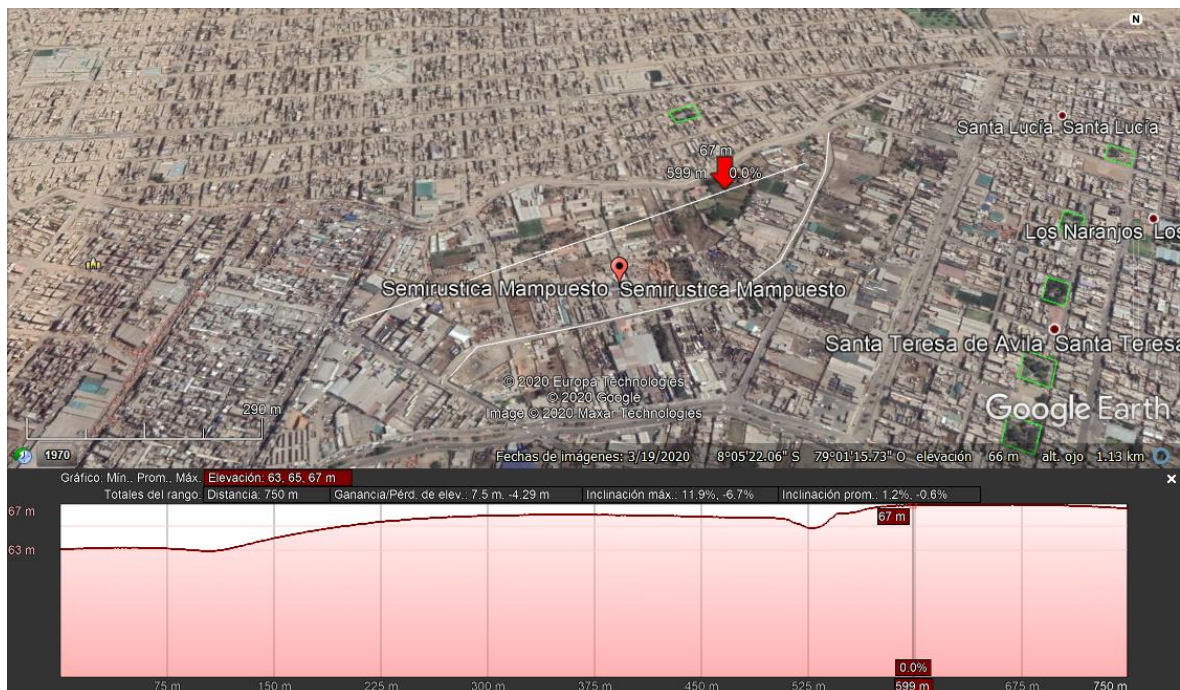 N
Santa Lucía Santa Lucía
67 m
599 m 0.0%
Los Naranjos Los
Semirustica Mampuesto Semirustica Mampuesto
Santa Teresa de Avila Santa Teresa
© 2020 Europa Technologies
© 2020 Google
Image © 2020 Maxar Technologies
290 m
Google Earth
1970
Fechas de imágenes: 3/19/2020 8°05'22.06" S 79°01'15.73" O elevación 66 m alt. ojo 1.13 km
Gráfico: Mín., Prom., Máx. Elevación: 63, 65, 67 m
Totales del rango: Distancia: 750 m Ganancia/Pérd. de elev.: 7.5 m, -4.29 m Inclinación máx.: 11.9%, -6.7% Inclinación prom.: 1.2%, -0.6%
67 m
67 m
63 m
0.0%
75 m 150 m 225 m 300 m 375 m 450 m 525 m 599 m 675 m 750 m